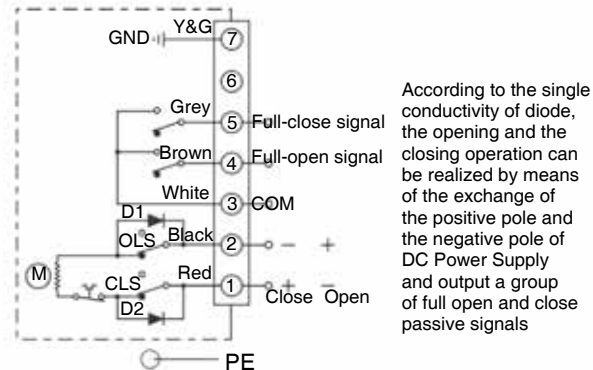 Y&G
GND
7
6
Grey
5 Full-close signal
Brown
4 Full-open signal
White
3 COM
D1
OLS
Black
2 − +
M
CLS
Red
1 + −
Close Open
D2
PE
According to the single
conductivity of diode,
the opening and the
closing operation can
be realized by means
of the exchange of
the positive pole and
the negative pole of
DC Power Supply
and output a group
of full open and close
passive signals